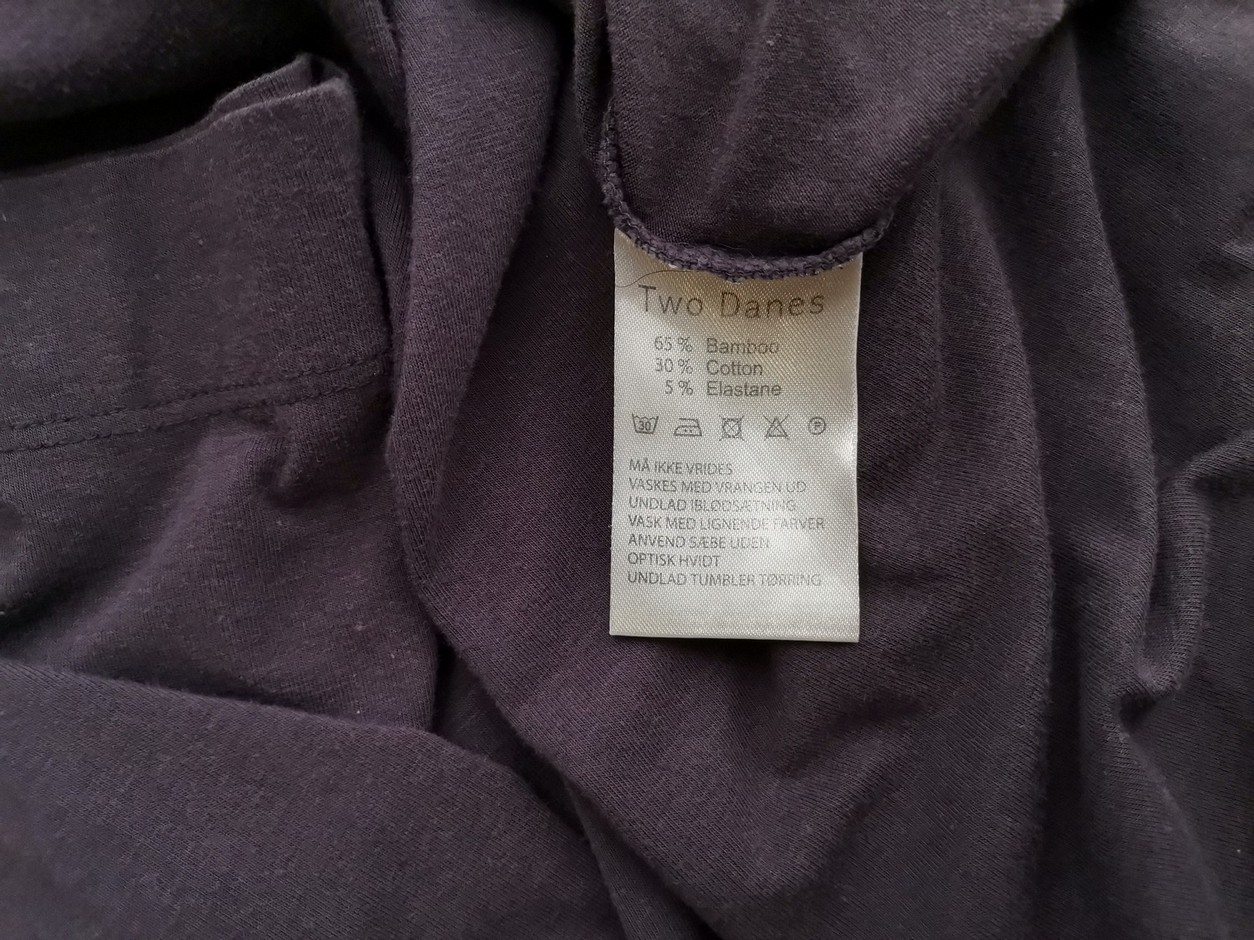 Two Danes
65 % Bamboo
30 % Cotton
5 % Elastane
30 P
MÅ IKKE VRIDES
VASKES MED VRANGEN UD
UNDLAD IBLØDSÆTNING
VASK MED LIGNENDE FARVER
ANVEND SÆBE UDEN
OPTISK HVIDT
UNDLAD TUMBLER TØRRING